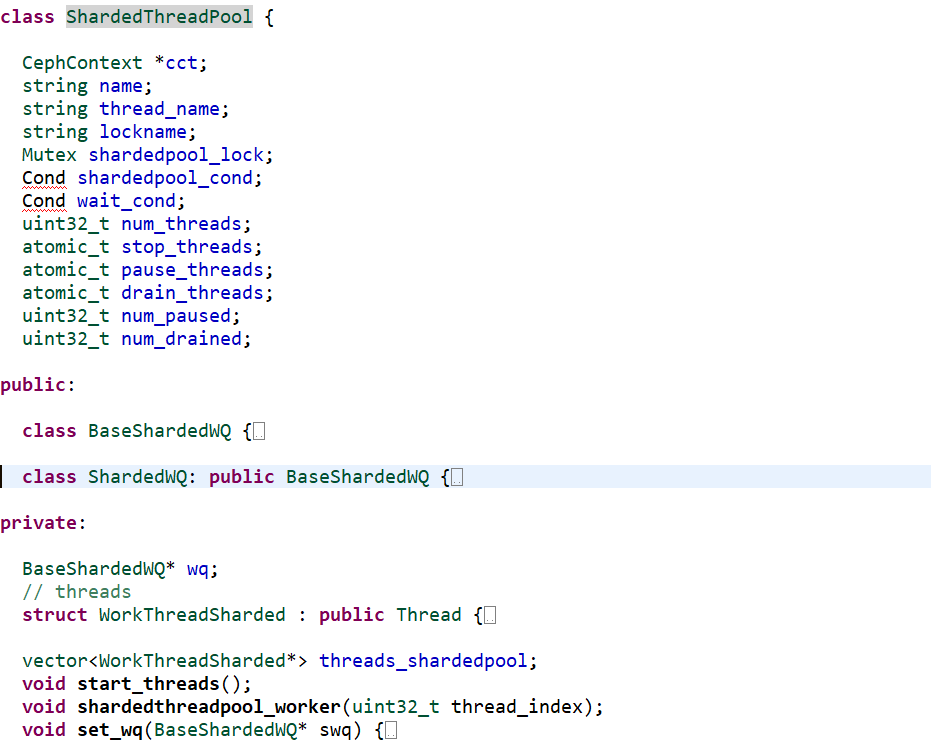 class ShardedThreadPool {
CephContext *cct;
string name;
string thread_name;
string lockname;
Mutex shardedpool_lock;
Cond shardedpool_cond;
Cond wait_cond;
uint32_t num_threads;
atomic_t stop_threads;
atomic_t pause_threads;
atomic_t drain_threads;
uint32_t num_paused;
uint32_t num_drained;
public:
class BaseShardedWQ {
class ShardedWQ: public BaseShardedWQ {
private:
BaseShardedWQ* wq;
// threads
struct WorkThreadSharded : public Thread {
vector<WorkThreadSharded*> threads_shardedpool;
void start_threads();
void shardedthreadpool_worker(uint32_t thread_index);
void set_wq(BaseShardedWQ* swq) {